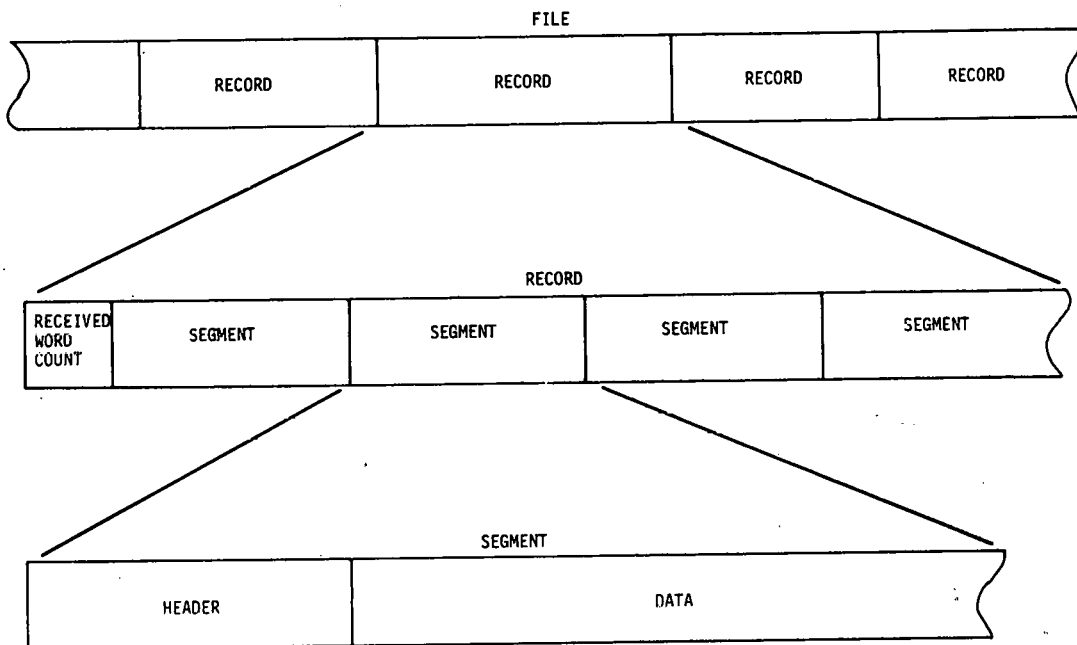 FILE
RECORD
RECORD
RECORD
RECORD
RECORD
RECEIVED
WORD
COUNT
SEGMENT
SEGMENT
SEGMENT
SEGMENT
SEGMENT
HEADER
DATA